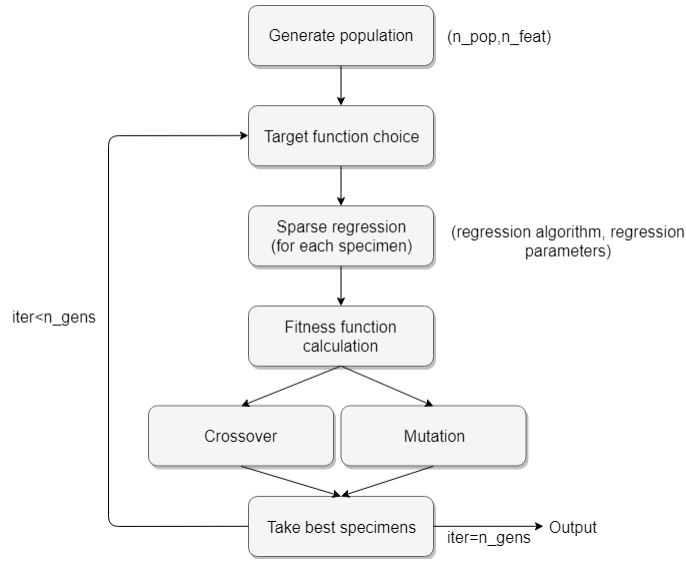 Generate population
(n_pop,n_feat)
Target function choice
Sparse regression
(for each specimen)
(regression algorithm, regression
parameters)
Fitness function
calculation
iter<n_gens
Crossover
Mutation
Take best specimens
iter=n_gens
Output